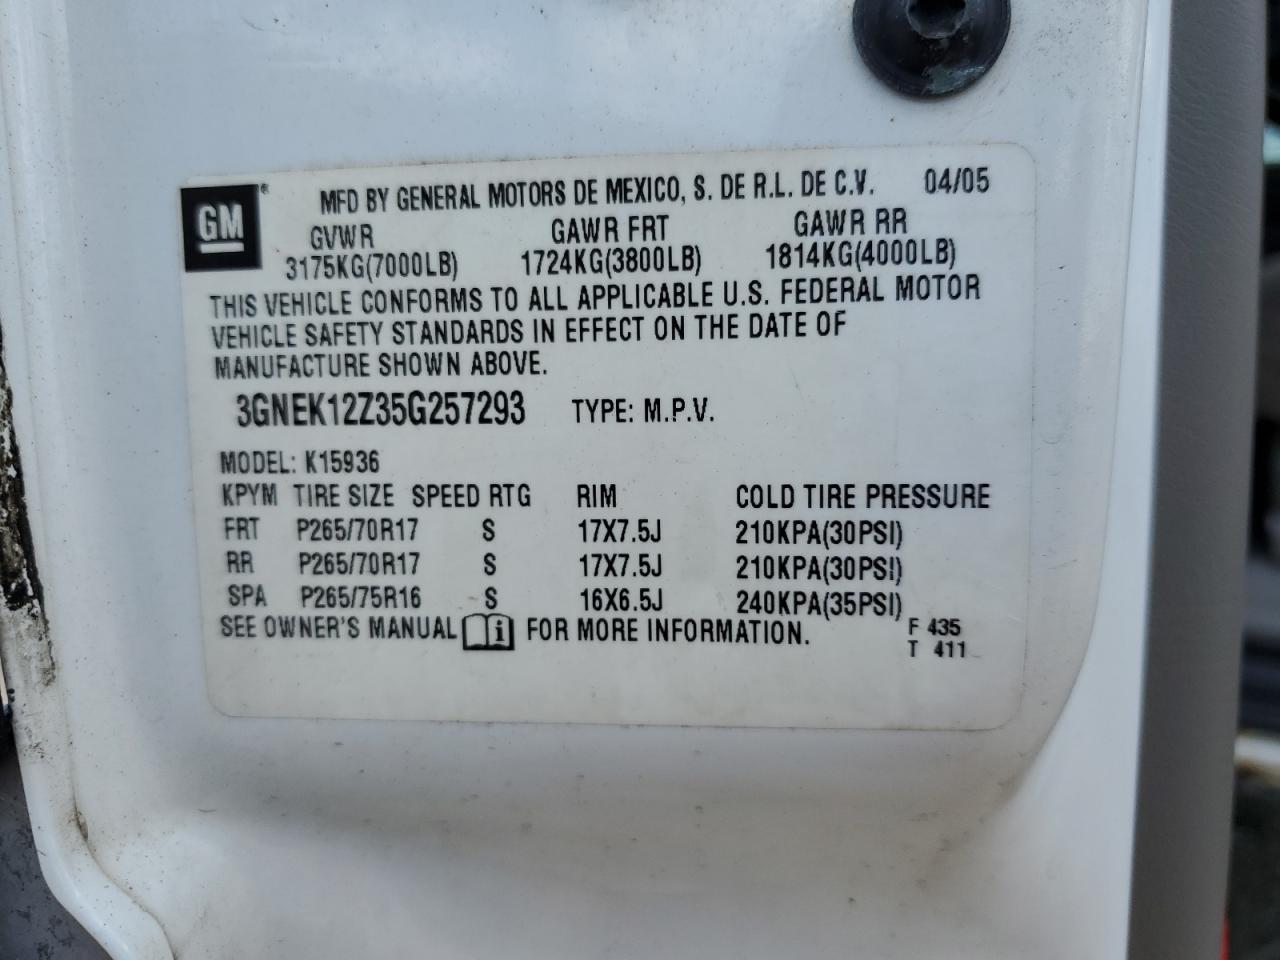 GM® MFD BY GENERAL MOTORS DE MEXICO, S. DE R.L. DE C.V. 04/05
GVWR GAWR FRT GAWR RR
3175KG(7000LB) 1724KG(3800LB) 1814KG(4000LB)
THIS VEHICLE CONFORMS TO ALL APPLICABLE U.S. FEDERAL MOTOR
VEHICLE SAFETY STANDARDS IN EFFECT ON THE DATE OF
MANUFACTURE SHOWN ABOVE.
3GNEK12Z35G257293 TYPE: M.P.V.
MODEL: K15936
KPYM TIRE SIZE SPEED RTG RIM COLD TIRE PRESSURE
FRT P265/70R17 S 17X7.5J 210KPA(30PSI)
RR P265/70R17 S 17X7.5J 210KPA(30PSI)
SPA P265/75R16 S 16X6.5J 240KPA(35PSI)
SEE OWNER'S MANUAL i FOR MORE INFORMATION. F 435
T 411